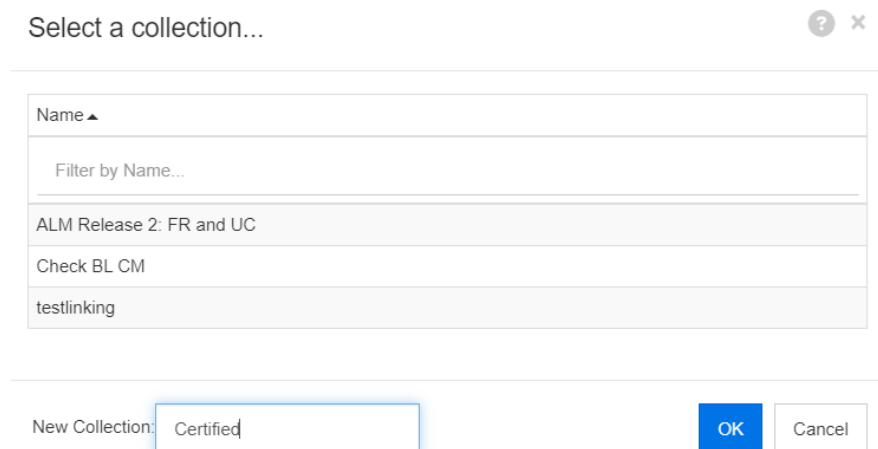 Select a collection...
Name
Filter by Name...
ALM Release 2: FR and UC
Check BL CM
testlinking
New Collection: Certified OK Cancel